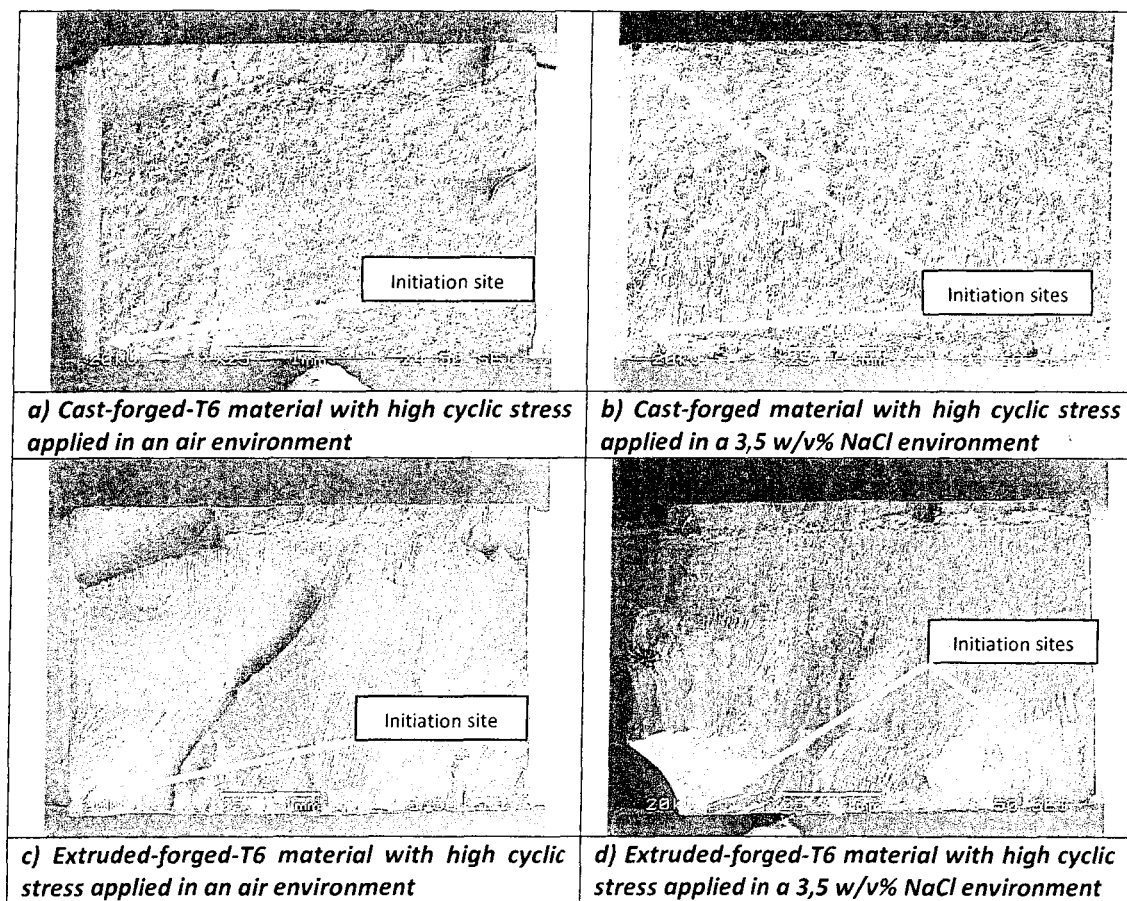 Initiation site
Initiation sites
a) Cast-forged-T6 material with high cyclic stress
applied in an air environment
b) Cast-forged material with high cyclic stress
applied in a 3,5 w/v% NaCl environment
Initiation site
Initiation sites
20k
c) Extruded-forged-T6 material with high cyclic
stress applied in an air environment
d) Extruded-forged-T6 material with high cyclic
stress applied in a 3,5 w/v% NaCl environment